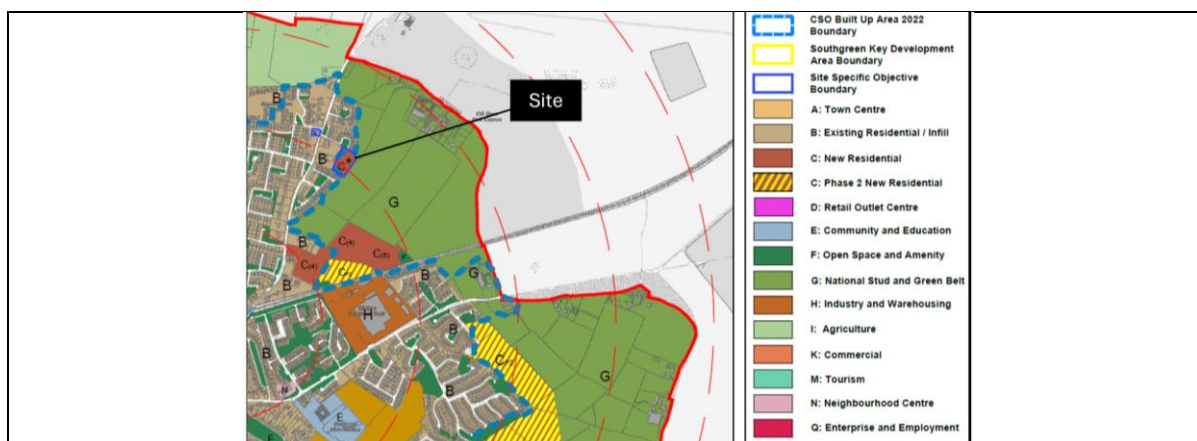 Site
B
B
B
C
G
B
B
C(4)
C(5)
C(4)
F
B
G
B
H
B
B
G
B
N
E
E
F
CSO Built Up Area 2022
Boundary
Southgreen Key Development
Area Boundary
Site Specific Objective
Boundary
A: Town Centre
B: Existing Residential / Infill
C: New Residential
C: Phase 2 New Residential
D: Retail Outlet Centre
E: Community and Education
F: Open Space and Amenity
G: National Stud and Green Belt
H: Industry and Warehousing
I: Agriculture
K: Commercial
M: Tourism
N: Neighbourhood Centre
Q: Enterprise and Employment